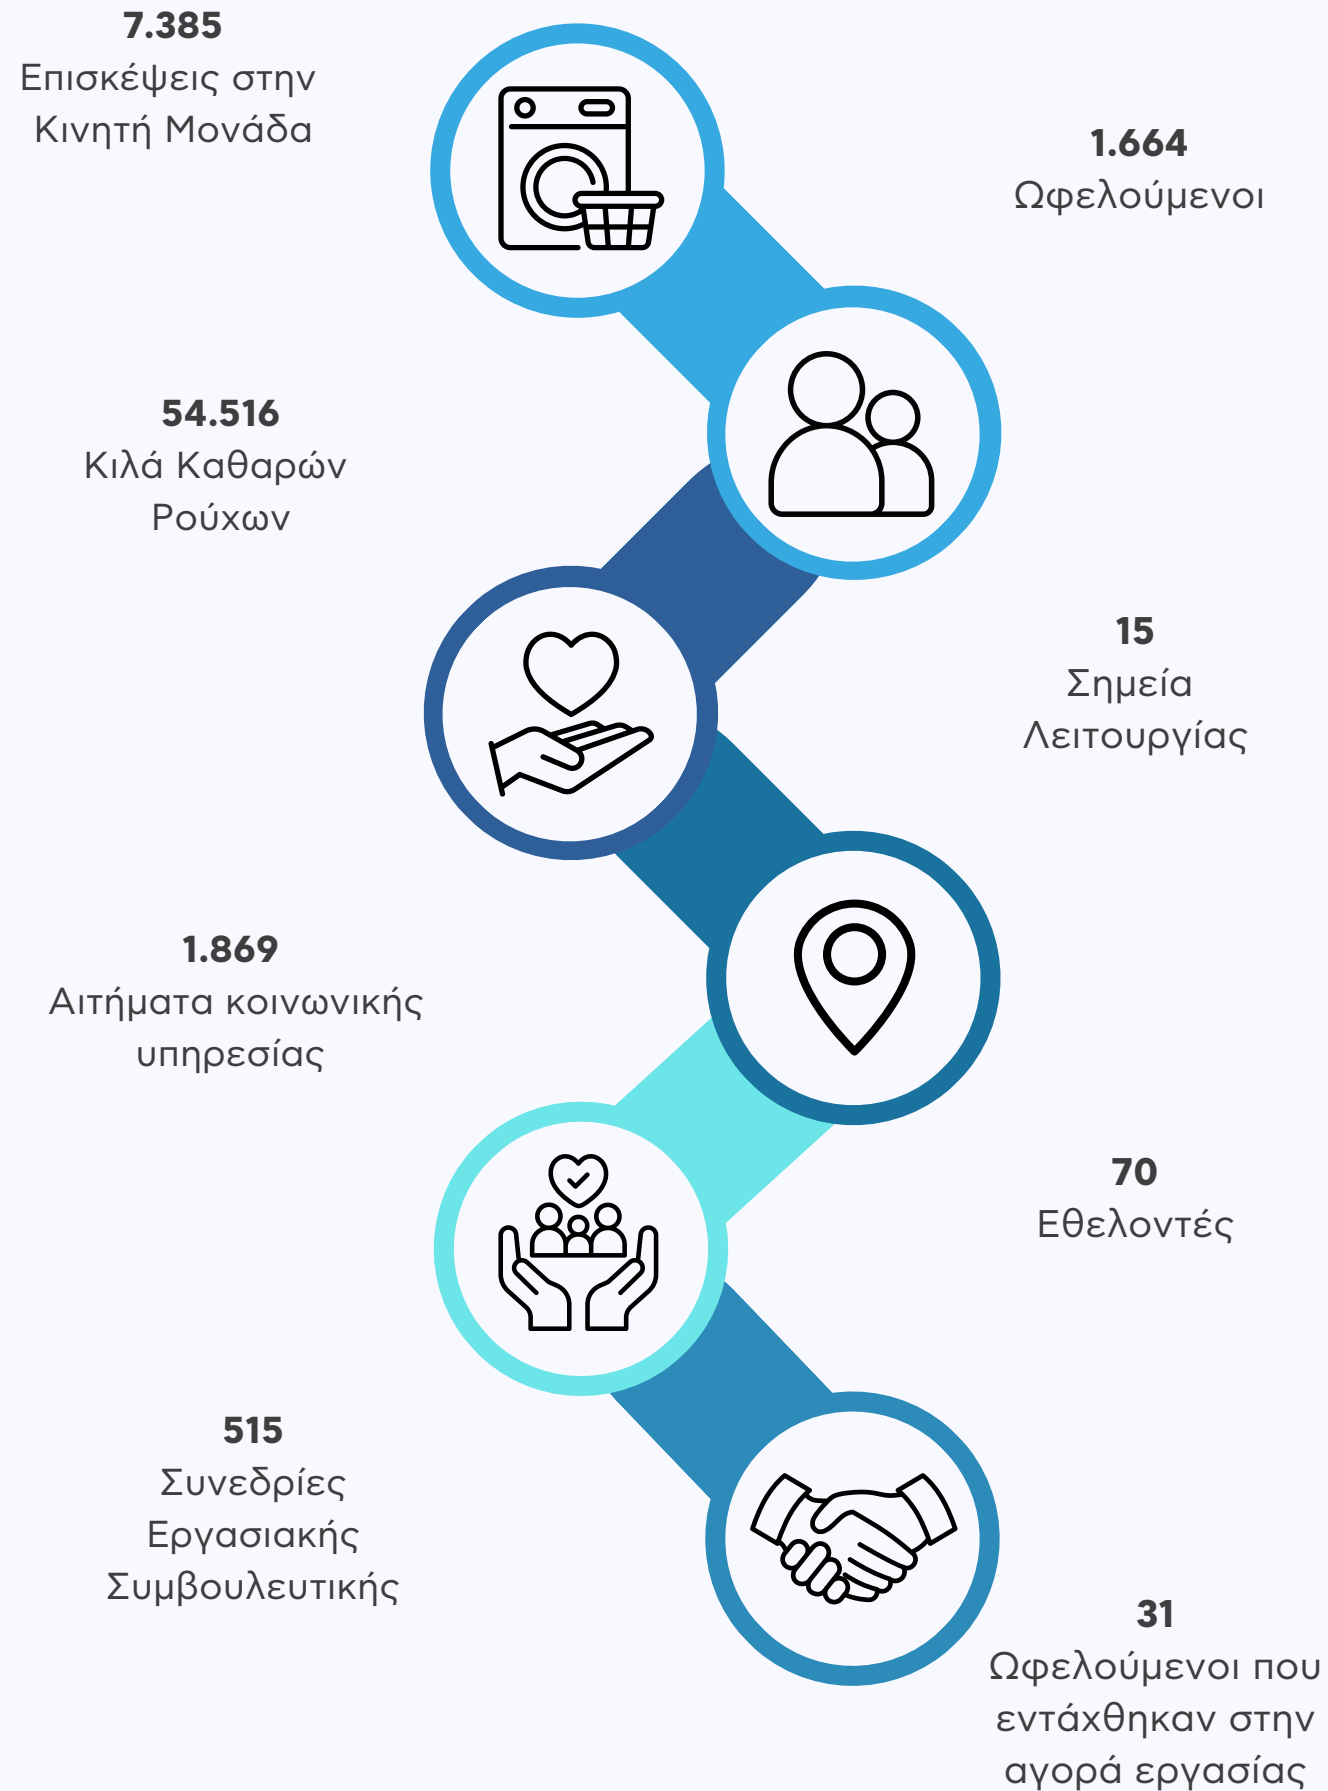 7.385
Επισκέψεις στην
Κινητή Μονάδα
1.664
Ωφελούμενοι
54.516
Κιλά Καθαρών
Ρούχων
15
Σημεία
Λειτουργίας
1.869
Αιτήματα κοινωνικής
υπηρεσίας
70
Εθελοντές
515
Συνεδρίες
Εργασιακής
Συμβουλευτικής
31
Ωφελούμενοι που
εντάχθηκαν στην
αγορά εργασίας